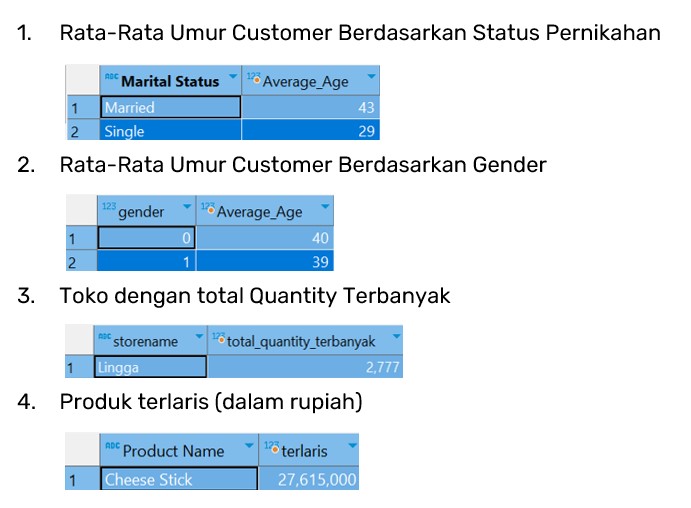 1. Rata-Rata Umur Customer Berdasarkan Status Pernikahan
ABC Marital Status 123 Average_Age
1 Married 43
2 Single 29
2. Rata-Rata Umur Customer Berdasarkan Gender
123 gender 123 Average_Age
1 0 40
2 1 39
3. Toko dengan total Quantity Terbanyak
ABC storename 123 total_quantity_terbanyak
1 Lingga 2,777
4. Produk terlaris (dalam rupiah)
ABC Product Name 123 terlaris
1 Cheese Stick 27,615,000